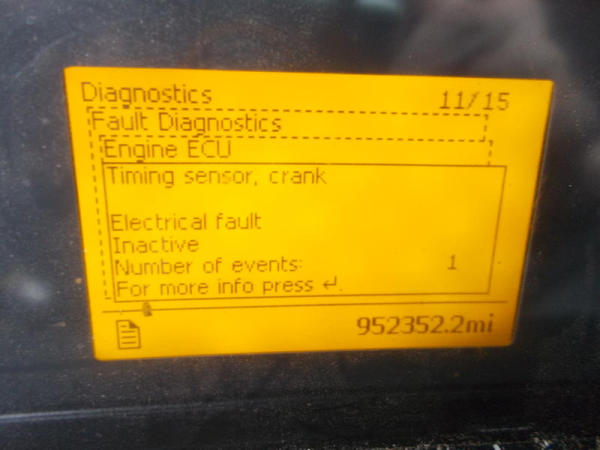 Diagnostics 11/15
Fault Diagnostics
Engine ECU
Timing sensor, crank
Electrical fault
Inactive
Number of events: 1
For more info press ↵.
952352.2mi